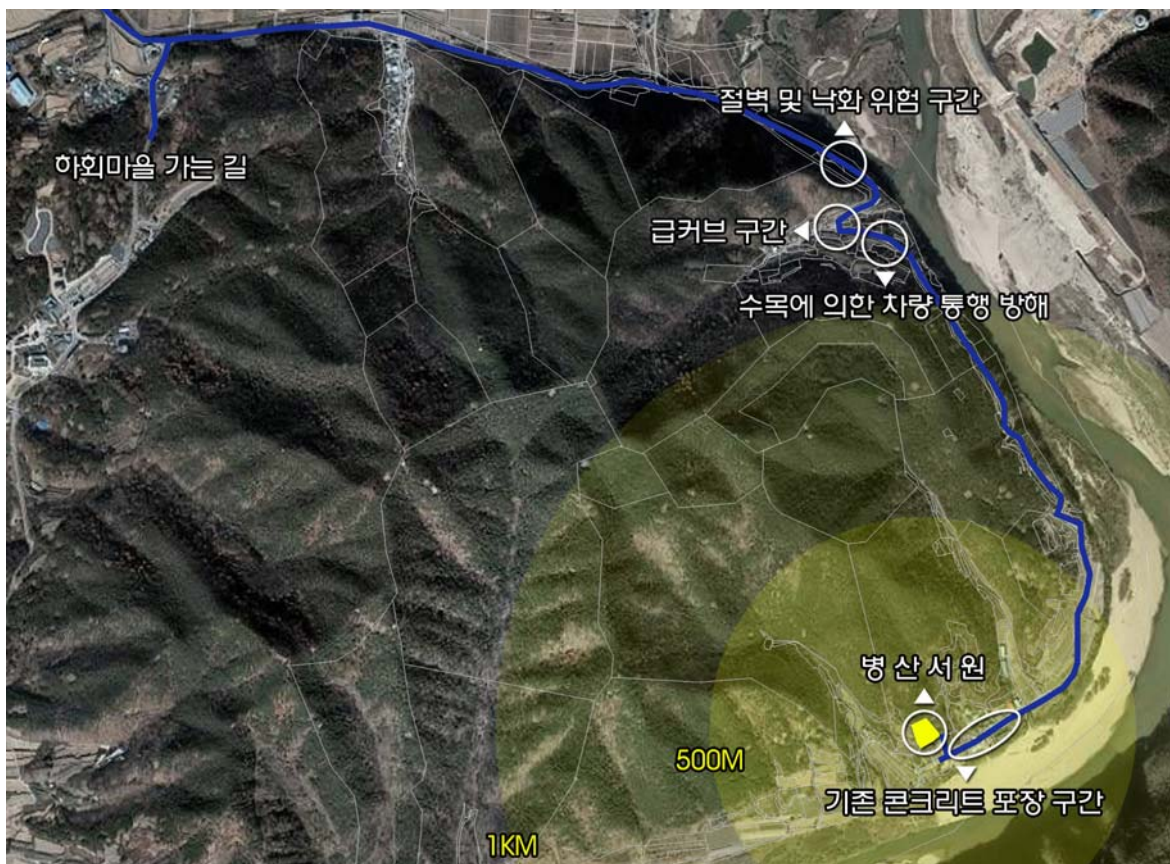 절벽 및 낙화 위험 구간
하회마을 가는 길
급커브 구간
수목에 의한 차량 통행 방해
병 산 서 원
500M
기존 콘크리트 포장 구간
1KM